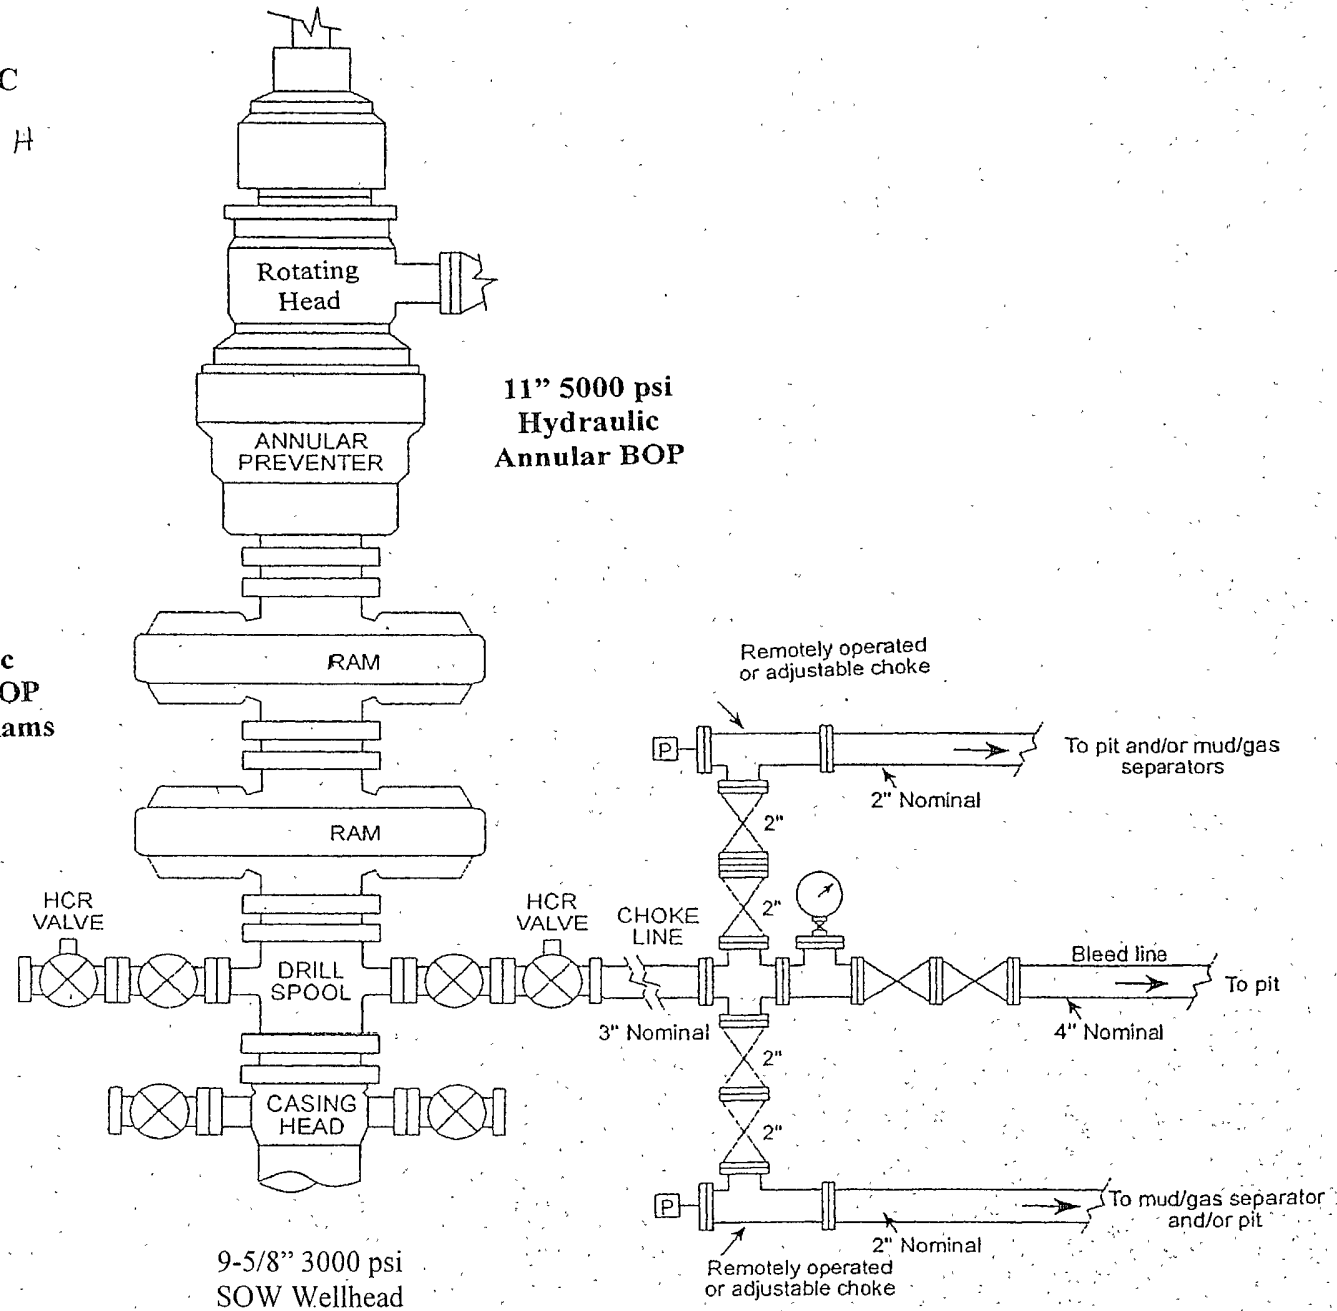 C
H
Rotating
Head
11” 5000 psi
Hydraulic
Annular BOP
ANNULAR
PREVENTER
RAM
c
OP
ams
RAM
Remotely operated
or adjustable choke
P
To pit and/or mud/gas
separators
2" Nominal
2"
2"
HCR
VALVE
HCR
VALVE
CHOKE
LINE
DRILL
SPOOL
Bleed line
To pit
3" Nominal
4" Nominal
2"
2"
CASING
HEAD
P
To mud/gas separator
and/or pit
2" Nominal
Remotely operated
or adjustable choke
9-5/8” 3000 psi
SOW Wellhead